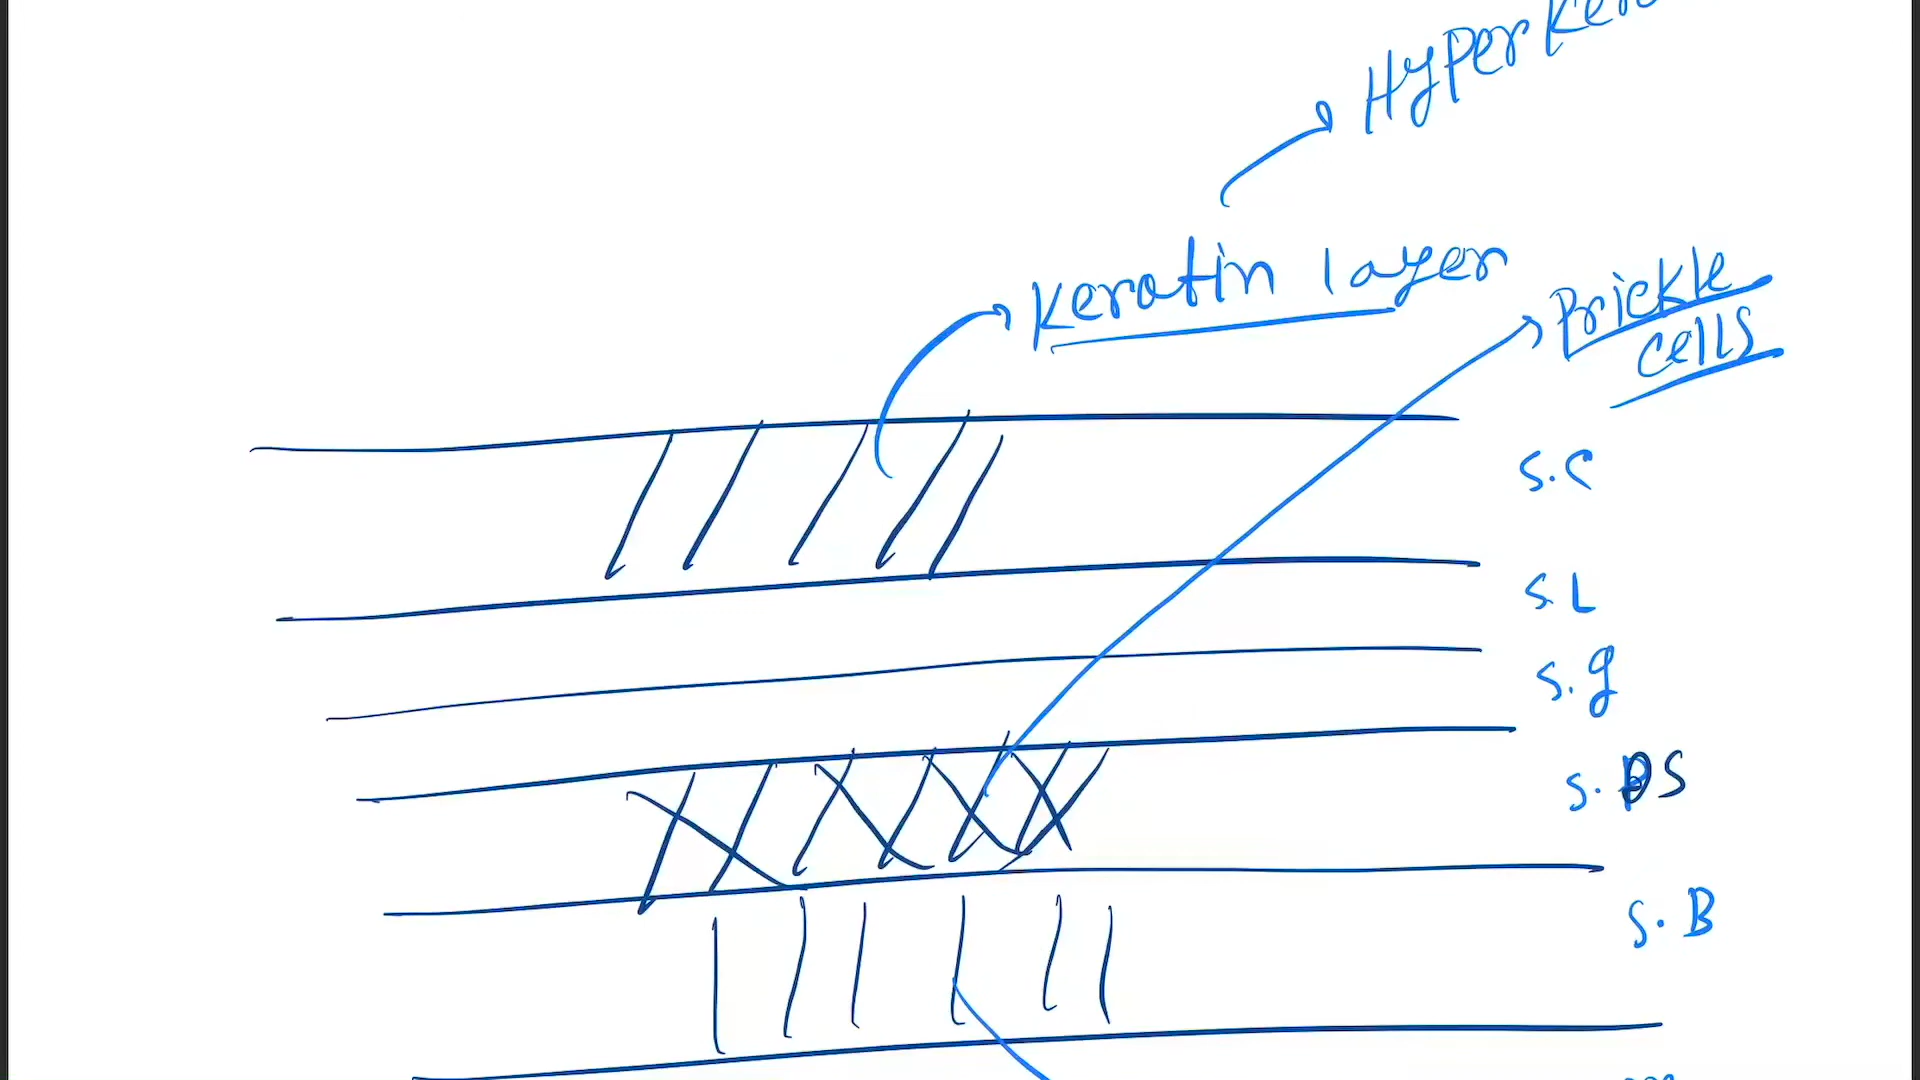 Hyper
Keratin layer
Prickle
cells
S.C
S.L
S.g
S.S
S.B